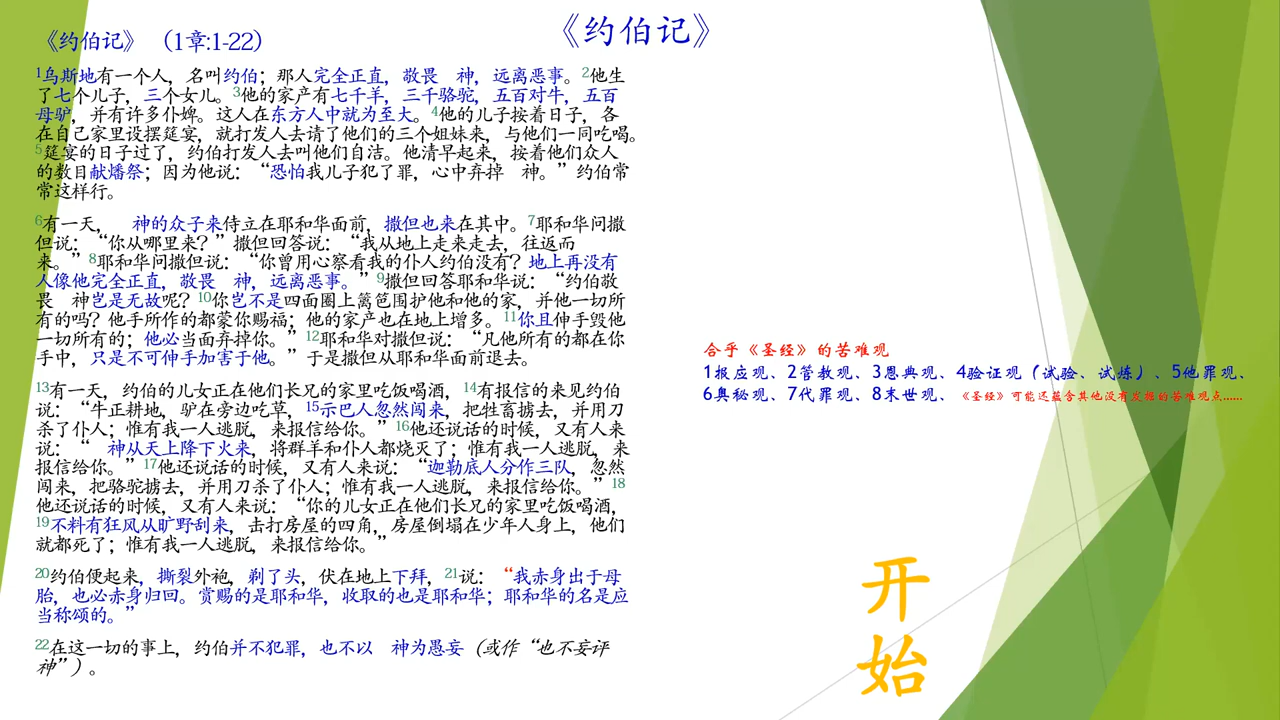 《约伯记》
《约伯记》（1章:1-22）
1乌斯地有一个人，名叫约伯；那人完全正直，敬畏　神，远离恶事。2他生
了七个儿子，三个女儿。3他的家产有七千羊，三千骆驼，五百对牛，五百
母驴，并有许多仆婢。这人在东方人中就为至大。4他的儿子按着日子，各
在自己家里设摆筵宴，就打发人去请了他们的三个姐妹来，与他们一同吃喝。
5筵宴的日子过了，约伯打发人去叫他们自洁。他清早起来，按着他们众人
的数目献燔祭；因为他说：“恐怕我儿子犯了罪，心中弃掉　神。”约伯常
常这样行。
6有一天，　神的众子来侍立在耶和华面前，撒但也来在其中。7耶和华问撒
但说：“你从哪里来？”撒但回答说：“我从地上走来走去，往返而
来。”8耶和华问撒但说：“你曾用心察看我的仆人约伯没有？地上再没有
人像他完全正直，敬畏　神，远离恶事。”9撒但回答耶和华说：“约伯敬
畏　神岂是无故呢？10你岂不是四面圈上篱笆围护他和他的家，并他一切所
有的吗？他手所作的都蒙你赐福；他的家产也在地上增多。11你且伸手毁他
一切所有的；他必当面弃掉你。”12耶和华对撒但说：“凡他所有的都在你
手中，只是不可伸手加害于他。”于是撒但从耶和华面前退去。
13有一天，约伯的儿女正在他们长兄的家里吃饭喝酒，14有报信的来见约伯
说：“牛正耕地，驴在旁边吃草，15示巴人忽然闯来，把牲畜掳去，并用刀
杀了仆人；惟有我一人逃脱，来报信给你。”16他还说话的时候，又有人来
说：“　神从天上降下火来，将群羊和仆人都烧灭了；惟有我一人逃脱，来
报信给你。”17他还说话的时候，又有人来说：“迦勒底人分作三队，忽然
闯来，把骆驼掳去，并用刀杀了仆人；惟有我一人逃脱，来报信给你。”18
他还说话的时候，又有人来说：“你的儿女正在他们长兄的家里吃饭喝酒，
19不料有狂风从旷野刮来，击打房屋的四角，房屋倒塌在少年人身上，他们
就都死了；惟有我一人逃脱，来报信给你。”
20约伯便起来，撕裂外袍，剃了头，伏在地上下拜，21说：“我赤身出于母
胎，也必赤身归回。赏赐的是耶和华，收取的也是耶和华；耶和华的名是应
当称颂的。”
22在这一切的事上，约伯并不犯罪，也不以　神为愚妄（或作“也不妄评
神”）。
合乎《圣经》的苦难观
1报应观、2管教观、3恩典观、4验证观（试验、试炼）、5他罪观、
6奥秘观、7代罪观、8末世观、《圣经》可能还蕴含其他没有发掘的苦难观点……
开
始